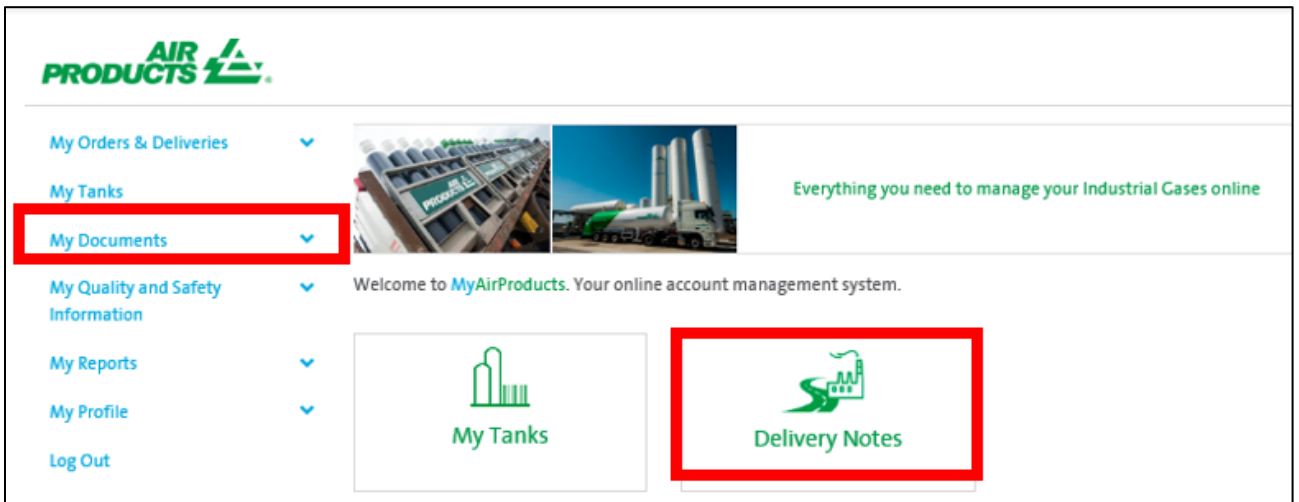 AIR
PRODUCTS
My Orders & Deliveries
My Tanks
My Documents
My Quality and Safety
Information
My Reports
My Profile
Log Out
AIR
PRODUCTS
Everything you need to manage your Industrial Gases online
Welcome to MyAirProducts. Your online account management system.
My Tanks
Delivery Notes